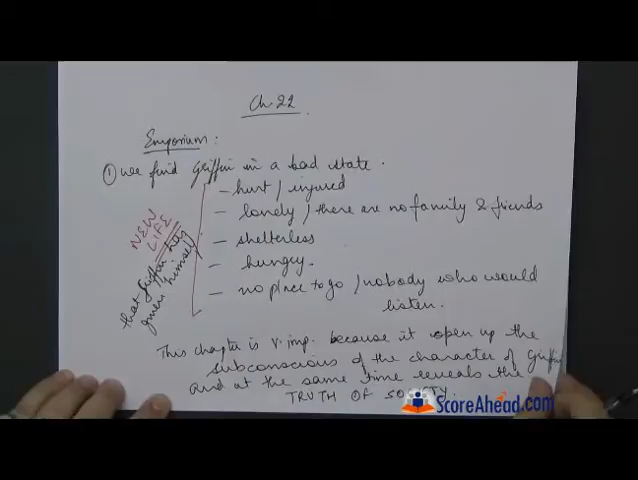 Ch. 22
Emporium:
① We find Griffin in a bad state.
- hurt / injured
- lonely / there are no family & friends
- shelterless
- hungry.
- no place to go / nobody who would
listen.
NEW
LIFE
that Griffin has
given himself
This chapter is v. imp. because it open up the
subconscious of the character of Griffin
and at the same time reveals the
TRUTH OF SOCIETY.
ScoreAhead.com